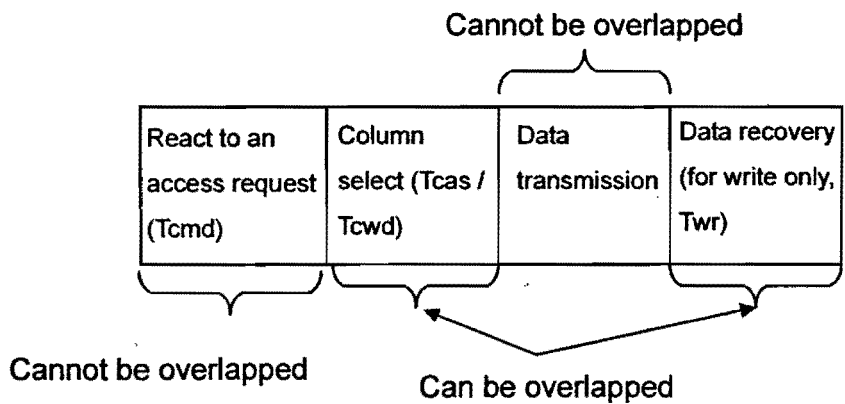 Cannot be overlapped
React to an
access request
(Tcmd)
Column
select (Tcas /
Tcwd)
Data
transmission
Data recovery
(for write only,
Twr)
Cannot be overlapped
Can be overlapped